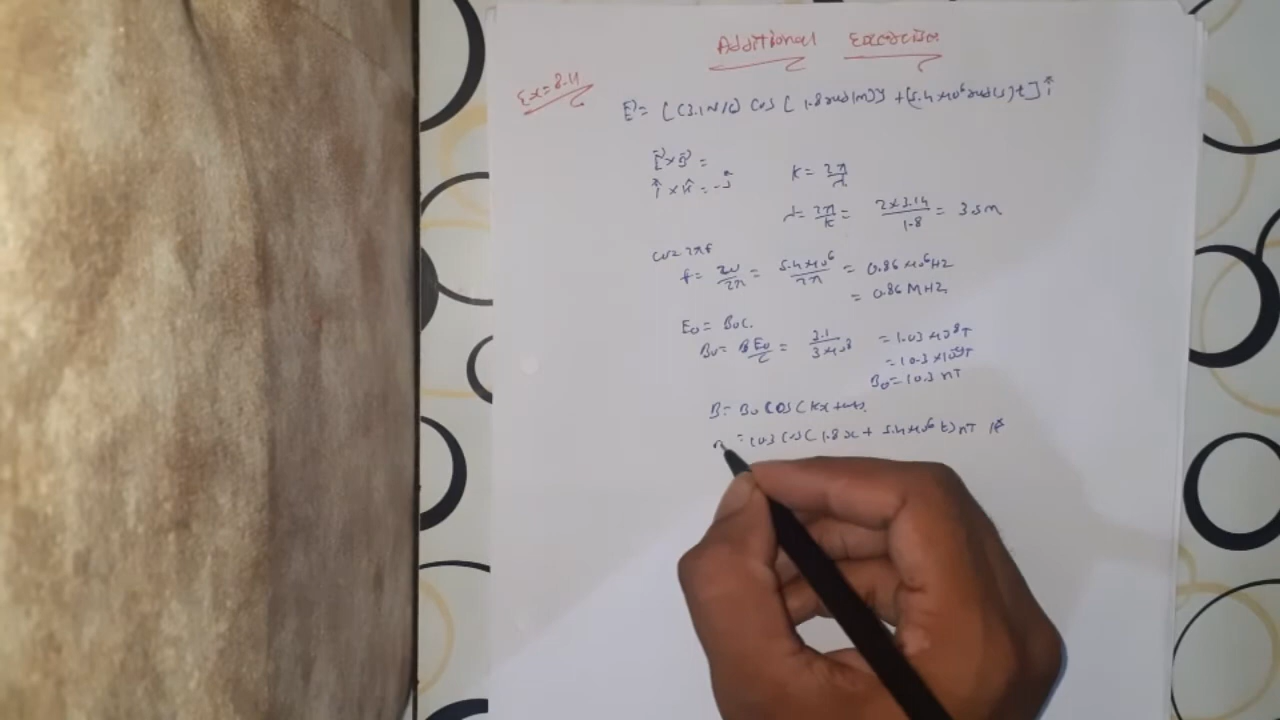 Additional Exercise
Ex = 8.11
E⃗ = [(3.1 N/C) cos [1.8 rad/m) y + (5.4 × 10⁶ rad/s) t] î
E⃗ × B⃗ =
î × k̂ = -ĵ
k = 2π/λ
λ = 2π/k = 2 × 3.14/1.8 = 3.5m
ω = 2πf
f = ω/2π = 5.4 × 10⁶/2π = 0.86 × 10⁶ Hz
= 0.86 MHz
E₀ = B₀C.
B₀ = E₀/C = 3.1/3 × 10⁸ = 1.03 × 10⁻⁸ T
= 10.3 × 10⁻⁹ T
B₀ = 10.3 nT
B = B₀ cos (kx + ωt).
= 10.3 cos (1.8x + 5.4 × 10⁶ t) nT k̂